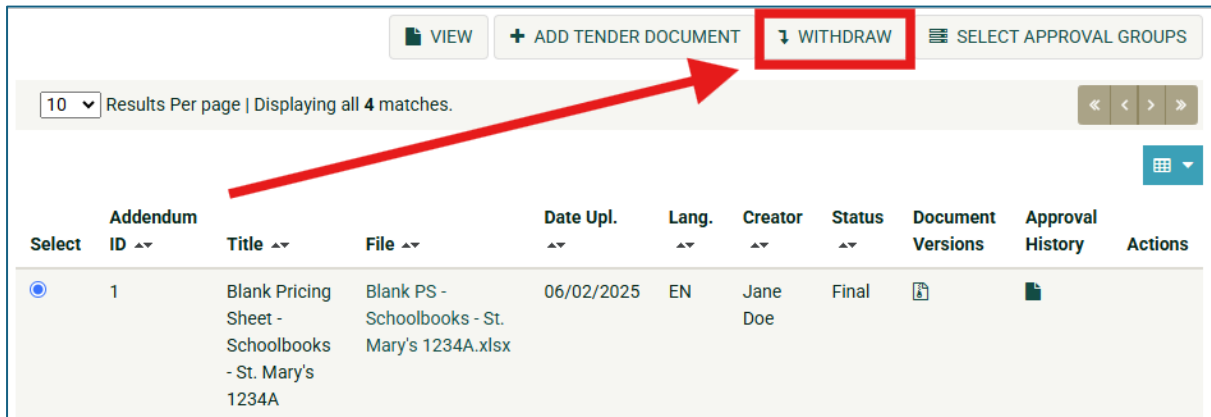 VIEW + ADD TENDER DOCUMENT WITHDRAW SELECT APPROVAL GROUPS
10 Results Per page | Displaying all 4 matches.
« < > »
Addendum Date Upl. Lang. Creator Status Document Approval
Select ID Title File Versions History Actions
1 Blank Pricing Blank PS - 06/02/2025 EN Jane Final
Sheet - Schoolbooks - St. Doe
Schoolbooks Mary's 1234A.xlsx
- St. Mary's
1234A